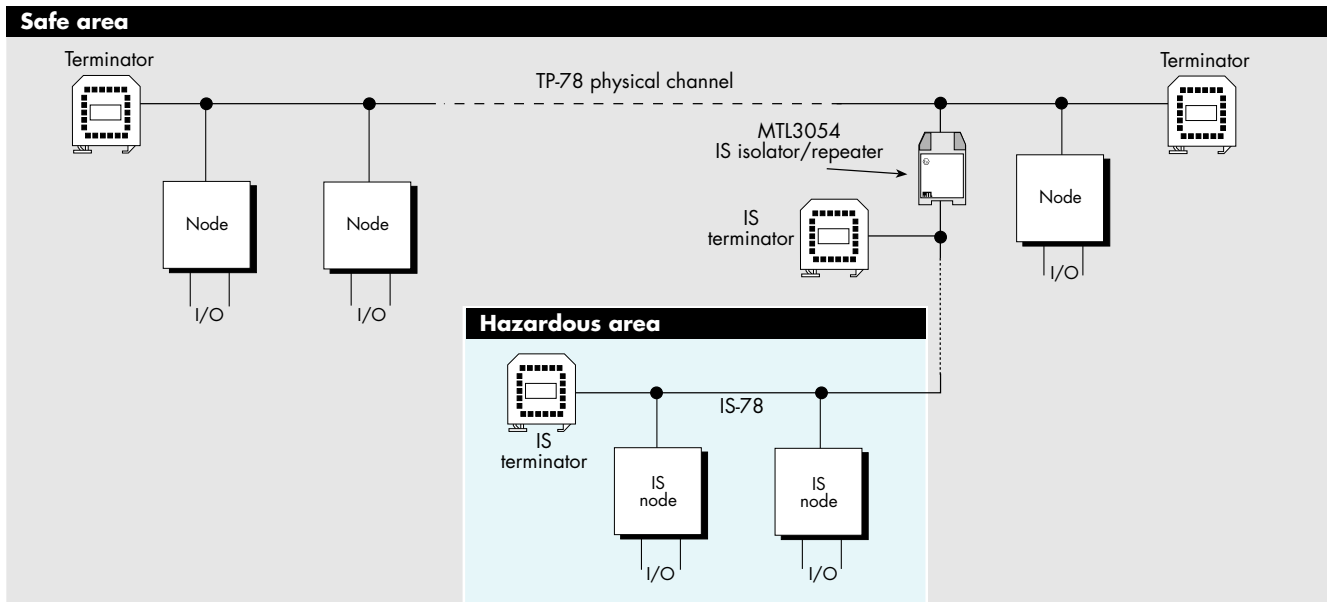 Safe area
Terminator
Terminator
TP-78 physical channel
MTL3054
IS isolator/repeater
MTL
Node
Node
Node
IS
terminator
I/O
I/O
I/O
Hazardous area
IS-78
IS
terminator
IS
node
IS
node
I/O
I/O